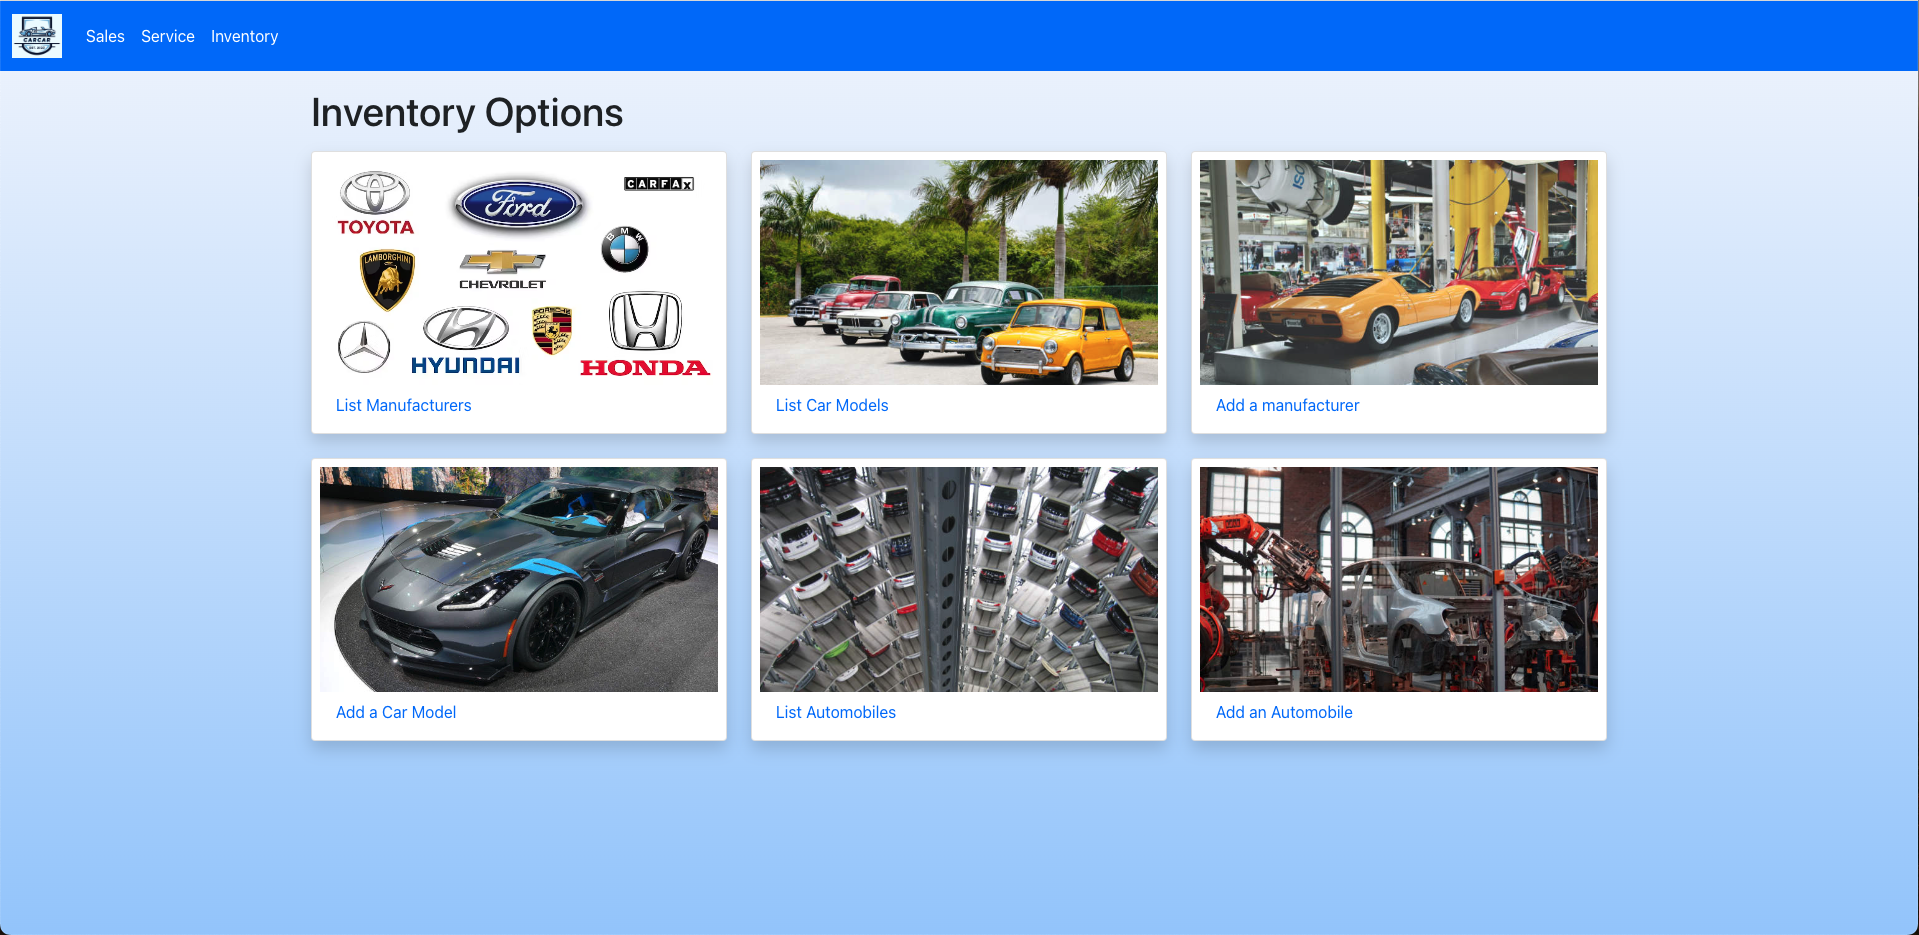 CARCAR
Sales Service Inventory
Inventory Options
TOYOTA
Ford
CARFAX
LAMBORGHINI
CHEVROLET
BMW
HYUNDAI
PORSCHE
HONDA
List Manufacturers
List Car Models
ISO
Add a manufacturer
Add a Car Model
List Automobiles
Add an Automobile